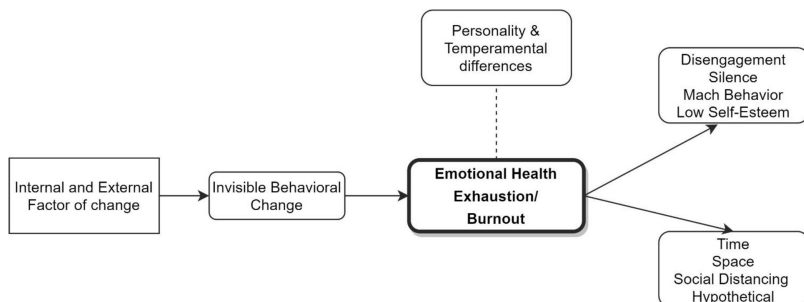 Personality &
Temperamental
differences
Disengagement
Silence
Mach Behavior
Low Self-Esteem
Internal and External
Factor of change
Invisible Behavioral
Change
Emotional Health
Exhaustion/
Burnout
Time
Space
Social Distancing
Hypothetical